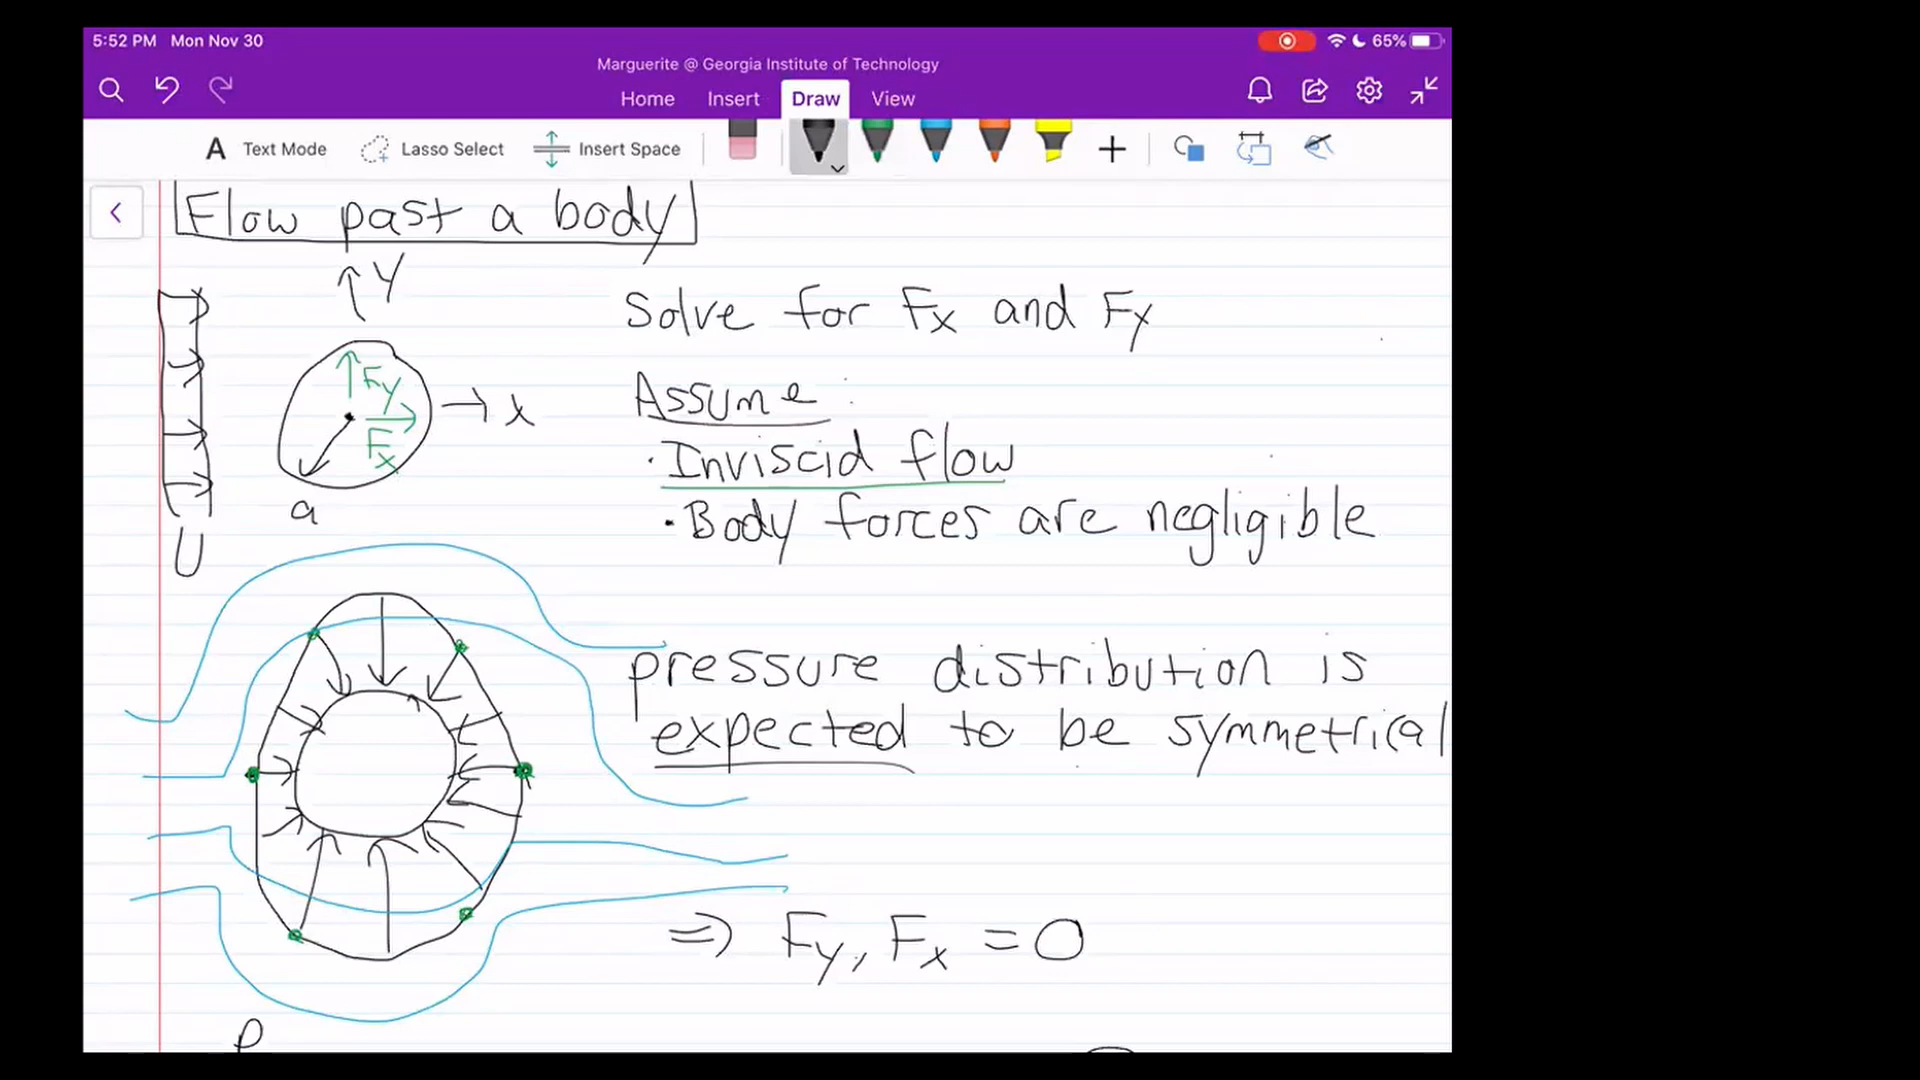 5:52 PM Mon Nov 30
65%
Marguerite @ Georgia Institute of Technology
Home Insert Draw View
A Text Mode Lasso Select Insert Space
Flow past a body
Y
Solve for Fx and Fy
Fy
x
Fx
a
U
Assume:
· Inviscid flow
· Body forces are negligible
pressure distribution is
expected to be symmetrical
⇒ Fy, Fx = 0
P